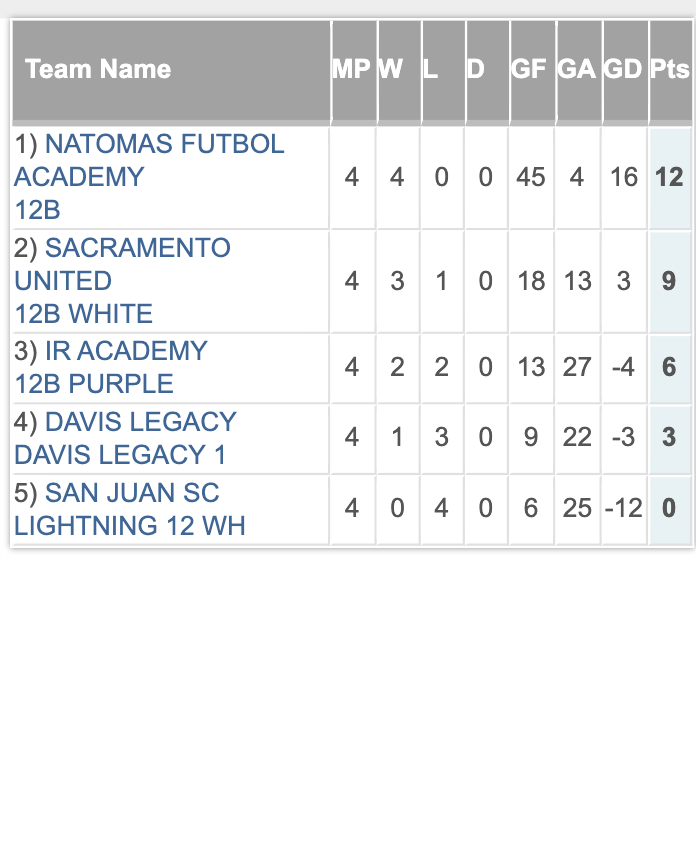 Team Name MP W L D GF GA GD Pts
1) NATOMAS FUTBOL
ACADEMY 4 4 0 0 45 4 16 12
12B
2) SACRAMENTO
UNITED 4 3 1 0 18 13 3 9
12B WHITE
3) IR ACADEMY
12B PURPLE 4 2 2 0 13 27 -4 6
4) DAVIS LEGACY
DAVIS LEGACY 1 4 1 3 0 9 22 -3 3
5) SAN JUAN SC
LIGHTNING 12 WH 4 0 4 0 6 25 -12 0